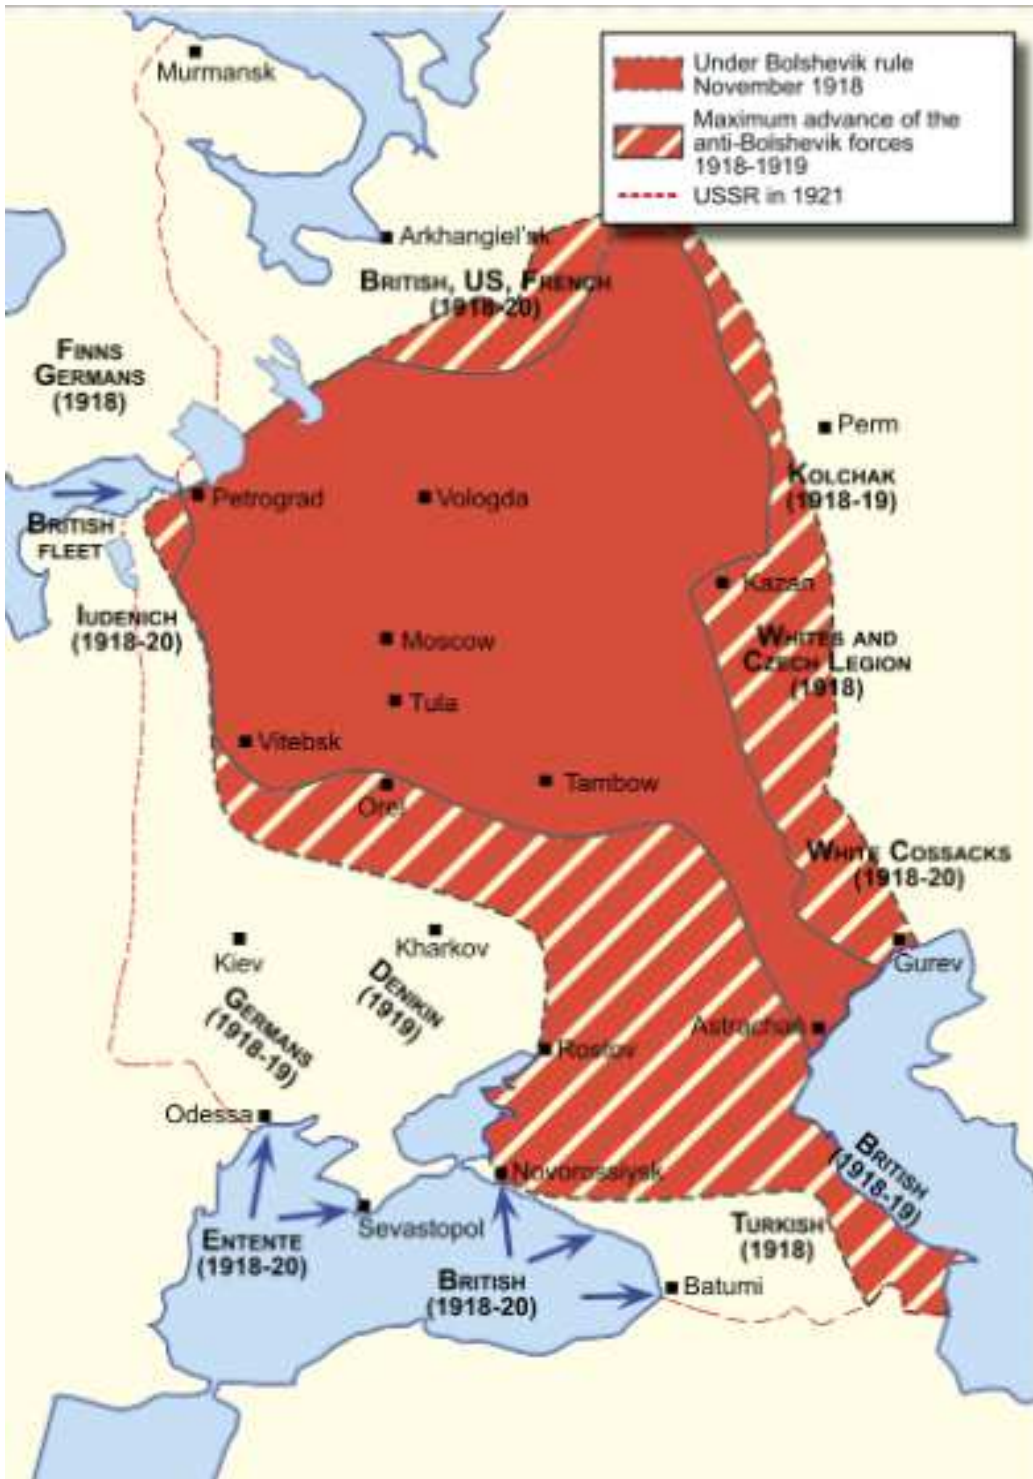 Murmansk
Under Bolshevik rule
November 1918
Maximum advance of the
anti-Bolshevik forces
1918-1919
USSR in 1921
Arkhangiel'sk
BRITISH, US, FRENCH
(1918-20)
FINNS
GERMANS
(1918)
Perm
KOLCHAK
(1918-19)
Petrograd
Vologda
BRITISH
FLEET
Kazan
IUDENICH
(1918-20)
Moscow
WHITES AND
CZECH LEGION
(1918)
Tula
Vitebsk
Tambow
Orel
WHITE COSSACKS
(1918-20)
Kharkov
Kiev
Gurev
DENIKIN
(1919)
GERMANS
(1918-19)
Astrachan
Rostov
Odessa
BRITISH
(1918-19)
Novorossiysk
Sevastopol
TURKISH
(1918)
ENTENTE
(1918-20)
BRITISH
(1918-20)
Batumi